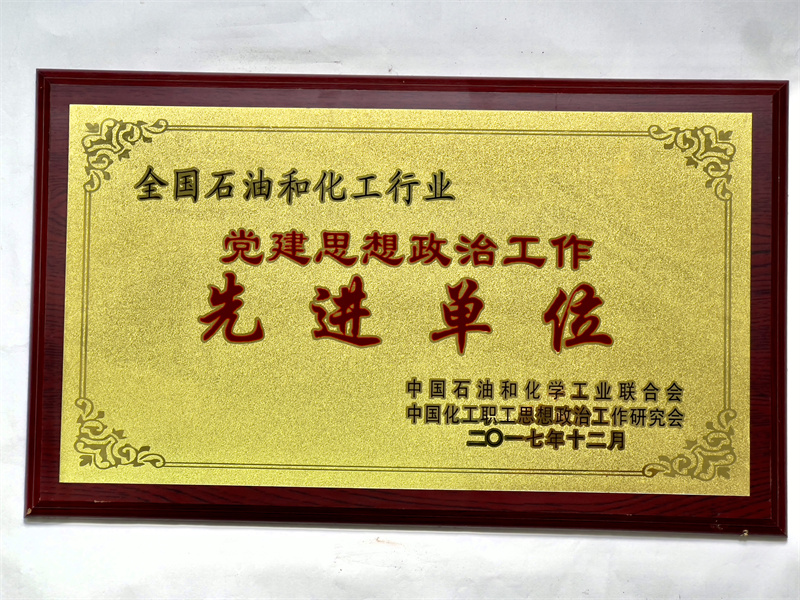 全国石油和化工行业
党建思想政治工作
先进单位
中国石油和化学工业联合会
中国化工职工思想政治工作研究会
二〇一七年十二月